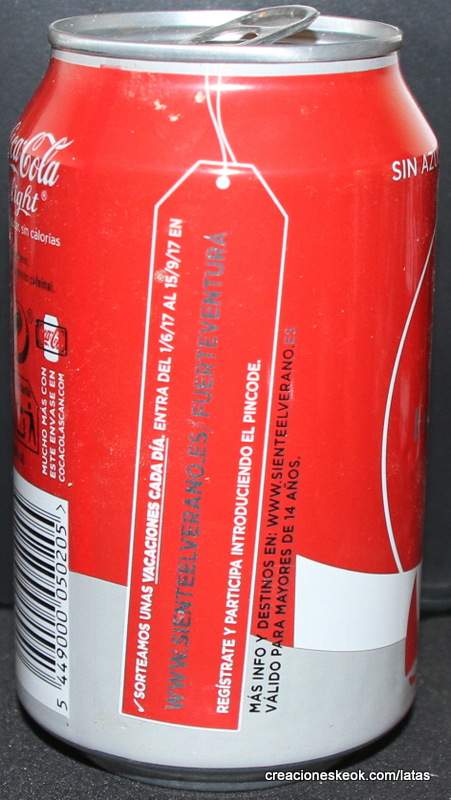 Coca-Cola
Light®
sin calorías
SIN AZÚ
MUCHO MÁS CON
ESTE ENVASE EN
COCACOLASCAN.COM
5 449000 050205 >
✓SORTEAMOS UNAS VACACIONES CADA DÍA. ENTRA DEL 1/6/17 AL 15/9/17 EN
WWW.SIENTEELVERANO.ES/FUERTEVENTURA
REGÍSTRATE Y PARTICIPA INTRODUCIENDO EL PINCODE.
MÁS INFO Y DESTINOS EN: WWW.SIENTEELVERANO.ES
VÁLIDO PARA MAYORES DE 14 AÑOS.
creacioneskeok.com/latas